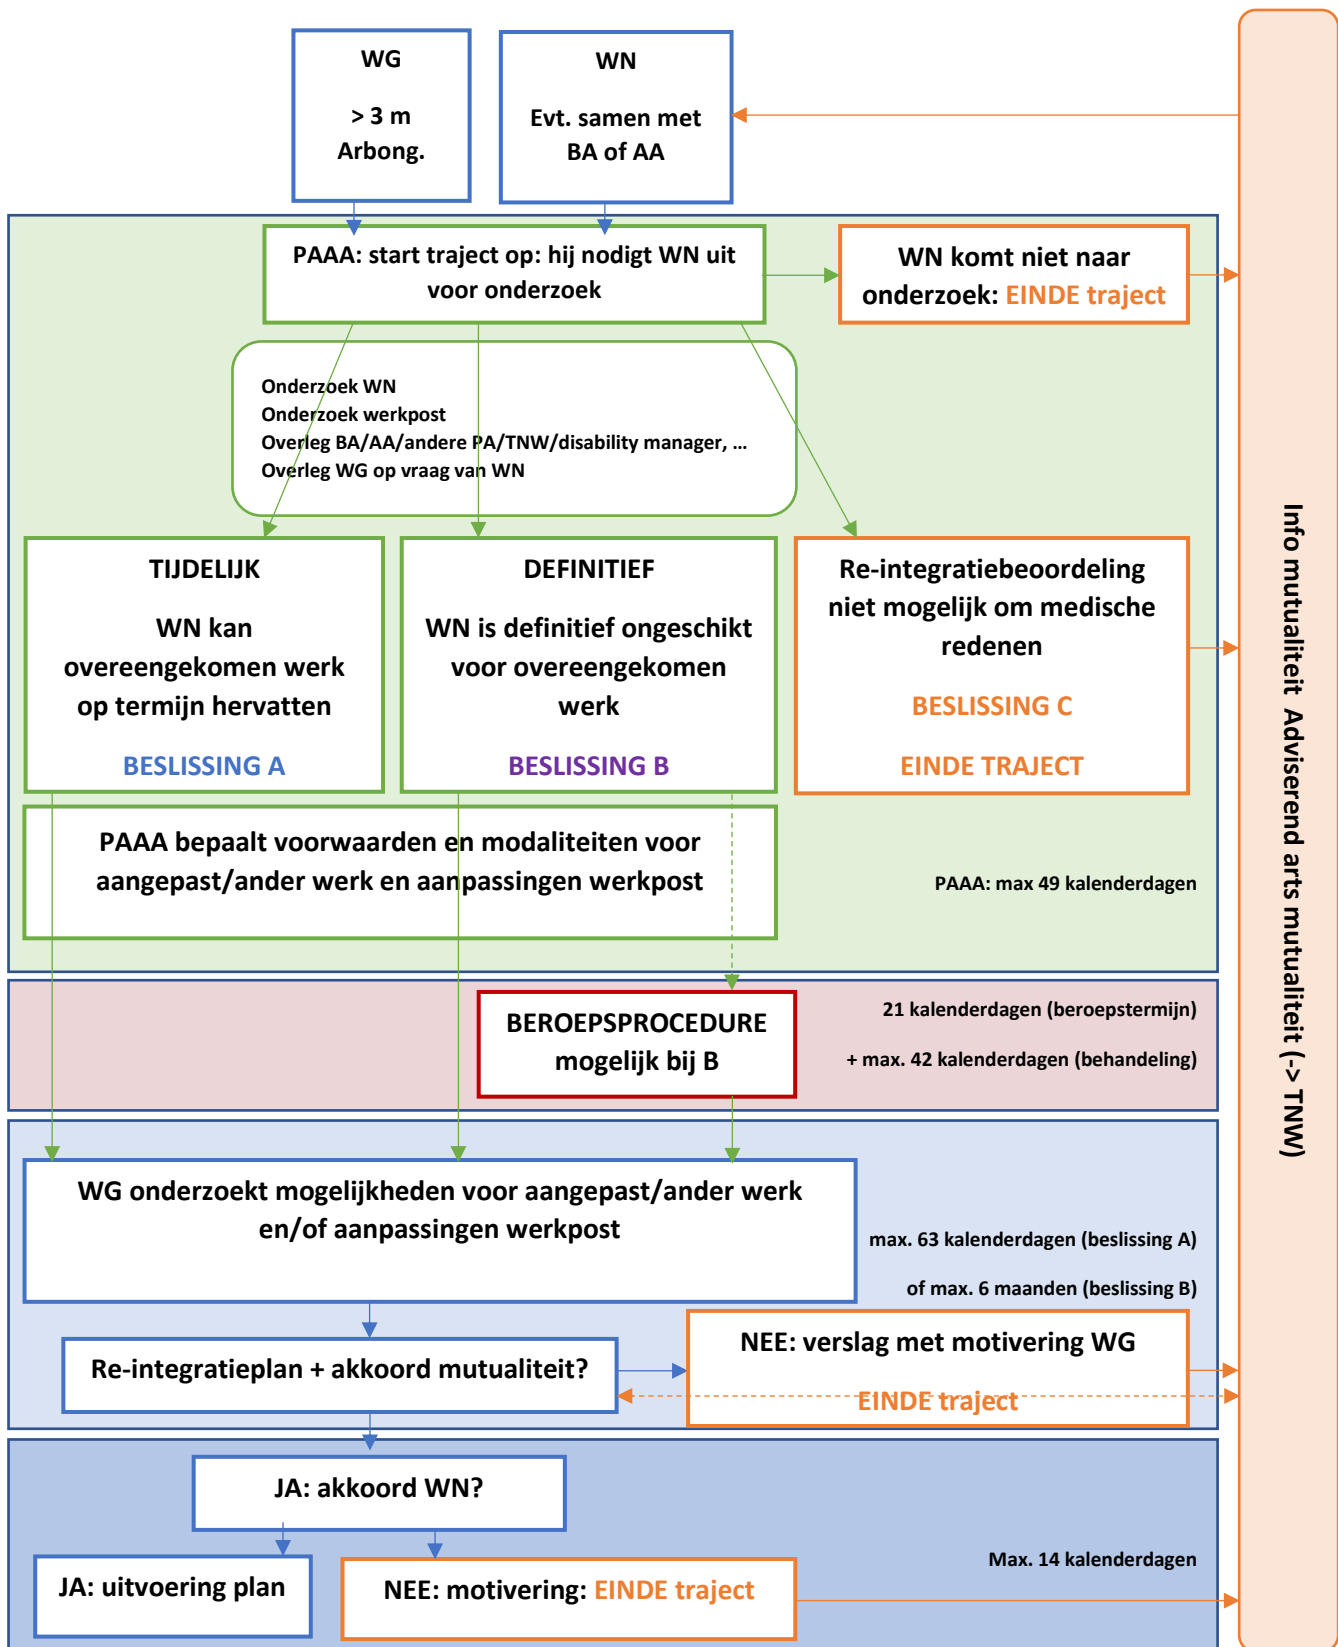 WG
> 3 m
Arbong.
WN
Evt. samen met
BA of AA
PAAA: start traject op: hij nodigt WN uit
voor onderzoek
WN komt niet naar
onderzoek: EINDE traject
Onderzoek WN
Onderzoek werkpost
Overleg BA/AA/andere PA/TNW/disability manager, ...
Overleg WG op vraag van WN
TIJDELIJK
WN kan
overeengekomen werk
op termijn hervatten
BESLISSING A
DEFINITIEF
WN is definitief ongeschikt
voor overeengekomen
werk
BESLISSING B
Re-integratiebeoordeling
niet mogelijk om medische
redenen
BESLISSING C
EINDE TRAJECT
PAAA bepaalt voorwaarden en modaliteiten voor
aangepast/ander werk en aanpassingen werkpost
PAAA: max 49 kalenderdagen
BEROEPSPROCEDURE
mogelijk bij B
21 kalenderdagen (beroepstermijn)
+ max. 42 kalenderdagen (behandeling)
WG onderzoekt mogelijkheden voor aangepast/ander werk
en/of aanpassingen werkpost
max. 63 kalenderdagen (beslissing A)
of max. 6 maanden (beslissing B)
Re-integratieplan + akkoord mutualiteit?
NEE: verslag met motivering WG
EINDE traject
JA: akkoord WN?
JA: uitvoering plan
NEE: motivering: EINDE traject
Max. 14 kalenderdagen
Info mutualiteit  Adviserend arts mutualiteit (-> TNW)